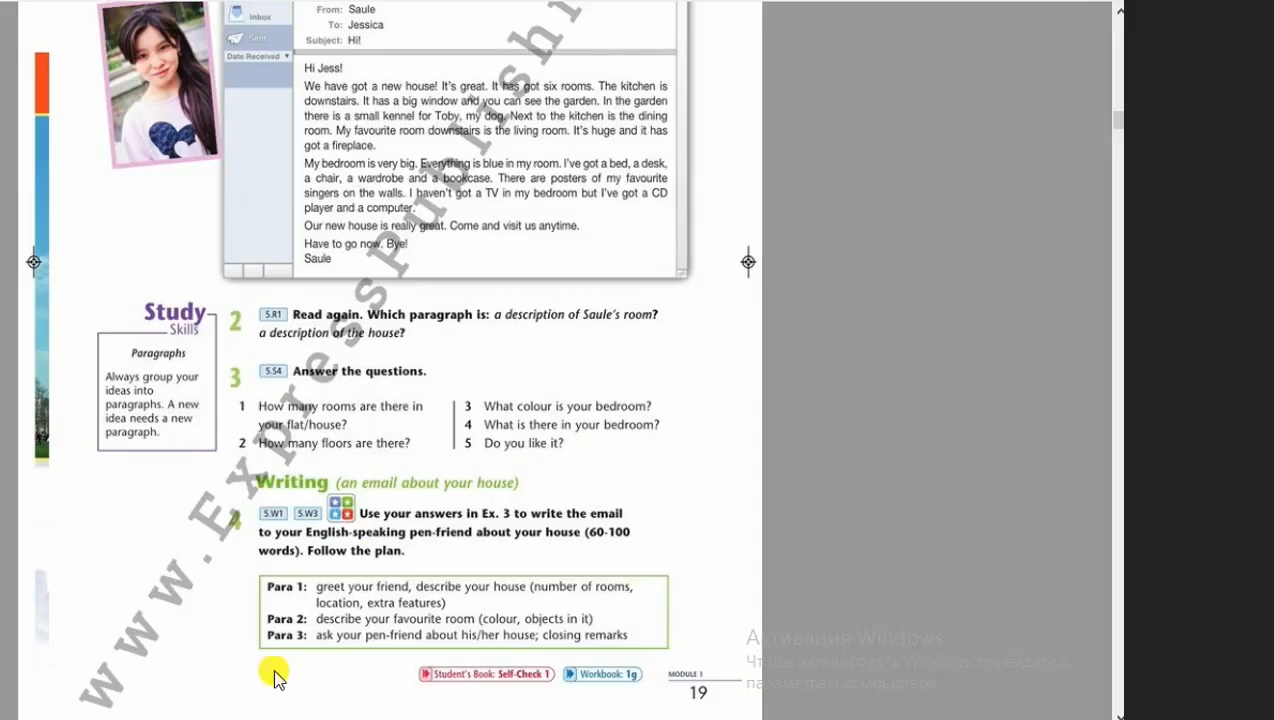 From: Saule
Inbox
To: Jessica
Sent
Subject: Hi!
Date Received
Hi Jess!
We have got a new house! It's great. It has got six rooms. The kitchen is
downstairs. It has a big window and you can see the garden. In the garden
there is a small kennel for Toby, my dog. Next to the kitchen is the dining
room. My favourite room downstairs is the living room. It's huge and it has
got a fireplace.
My bedroom is very big. Everything is blue in my room. I've got a bed, a desk,
a chair, a wardrobe and a bookcase. There are posters of my favourite
singers on the walls. I haven't got a TV in my bedroom but I've got a CD
player and a computer.
Our new house is really great. Come and visit us anytime.
Have to go now. Bye!
Saule
Study
Skills
Paragraphs
Always group your
ideas into
paragraphs. A new
idea needs a new
paragraph.
2 5.R1 Read again. Which paragraph is: a description of Saule's room?
a description of the house?
3 5.S4 Answer the questions.
1 How many rooms are there in
your flat/house?
2 How many floors are there?
3 What colour is your bedroom?
4 What is there in your bedroom?
5 Do you like it?
Writing (an email about your house)
4 5.W1 5.W3 Use your answers in Ex. 3 to write the email
to your English-speaking pen-friend about your house (60-100
words). Follow the plan.
Para 1: greet your friend, describe your house (number of rooms,
location, extra features)
Para 2: describe your favourite room (colour, objects in it)
Para 3: ask your pen-friend about his/her house; closing remarks
Student's Book: Self-Check 1
Workbook: 1g
MODULE 1
19
www.ExpressPublishi
Активация Windows
Чтобы активировать Windows, перейдите к
параметрам компьютера.